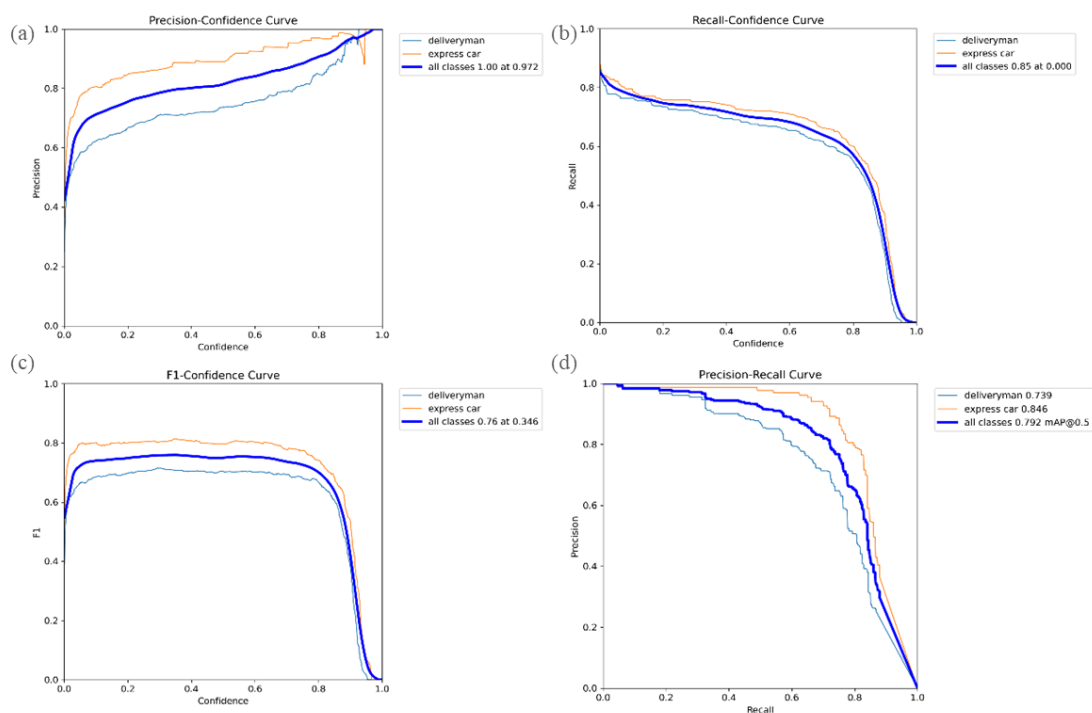 (a)
Precision-Confidence Curve
1.0
0.8
0.6
0.4
0.2
0.0
Precision
0.0 0.2 0.4 0.6 0.8 1.0
Confidence
deliveryman
express car
all classes 1.00 at 0.972
(b)
Recall-Confidence Curve
1.0
0.8
0.6
0.4
0.2
0.0
Recall
0.0 0.2 0.4 0.6 0.8 1.0
Confidence
deliveryman
express car
all classes 0.85 at 0.000
(c)
F1-Confidence Curve
1.0
0.8
0.6
0.4
0.2
0.0
F1
0.0 0.2 0.4 0.6 0.8 1.0
Confidence
deliveryman
express car
all classes 0.76 at 0.346
(d)
Precision-Recall Curve
1.0
0.8
0.6
0.4
0.2
0.0
Precision
0.0 0.2 0.4 0.6 0.8 1.0
Recall
deliveryman 0.739
express car 0.846
all classes 0.792 mAP@0.5